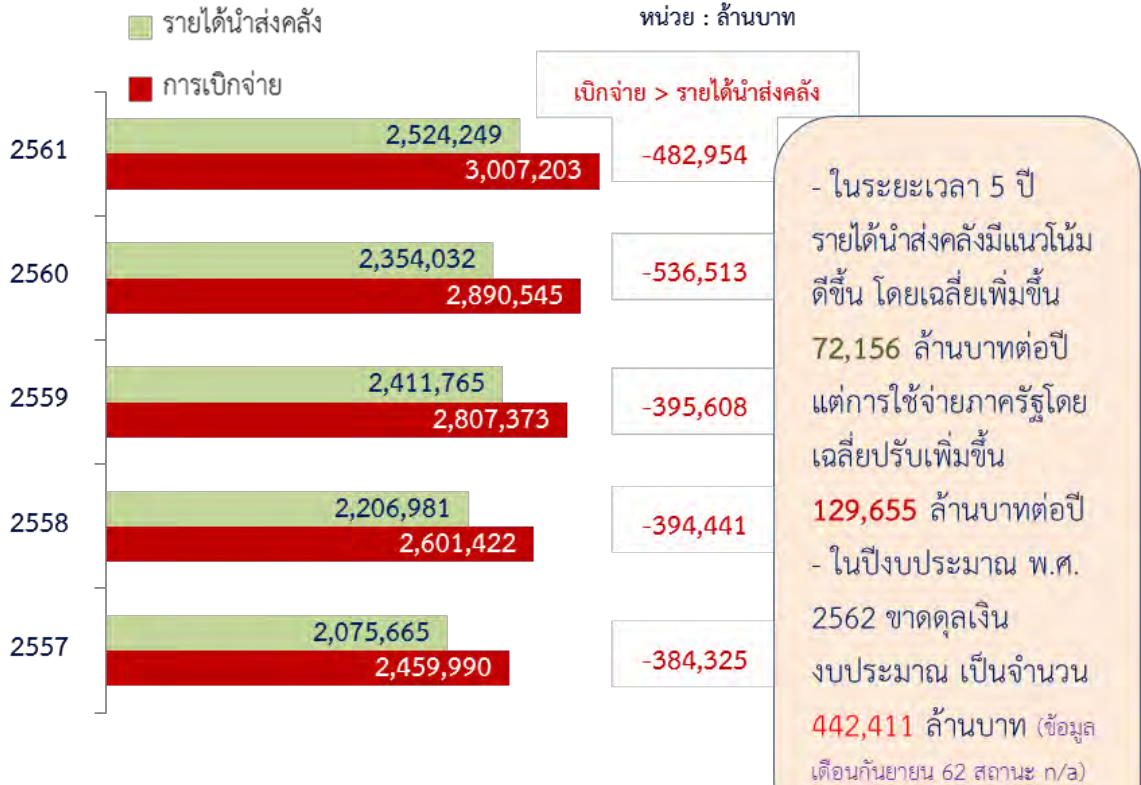 รายได้นำส่งคลัง
หน่วย : ล้านบาท
การเบิกจ่าย
เบิกจ่าย > รายได้นำส่งคลัง
2561
2,524,249
3,007,203
-482,954
2560
2,354,032
2,890,545
-536,513
2559
2,411,765
2,807,373
-395,608
2558
2,206,981
2,601,422
-394,441
2557
2,075,665
2,459,990
-384,325
- ในระยะเวลา 5 ปี
รายได้นำส่งคลังมีแนวโน้ม
ดีขึ้น โดยเฉลี่ยเพิ่มขึ้น
72,156 ล้านบาทต่อปี
แต่การใช้จ่ายภาครัฐโดย
เฉลี่ยปรับเพิ่มขึ้น
129,655 ล้านบาทต่อปี
- ในปีงบประมาณ พ.ศ.
2562 ขาดดุลเงิน
งบประมาณ เป็นจำนวน
442,411 ล้านบาท (ข้อมูล
เดือนกันยายน 62 สถานะ n/a)